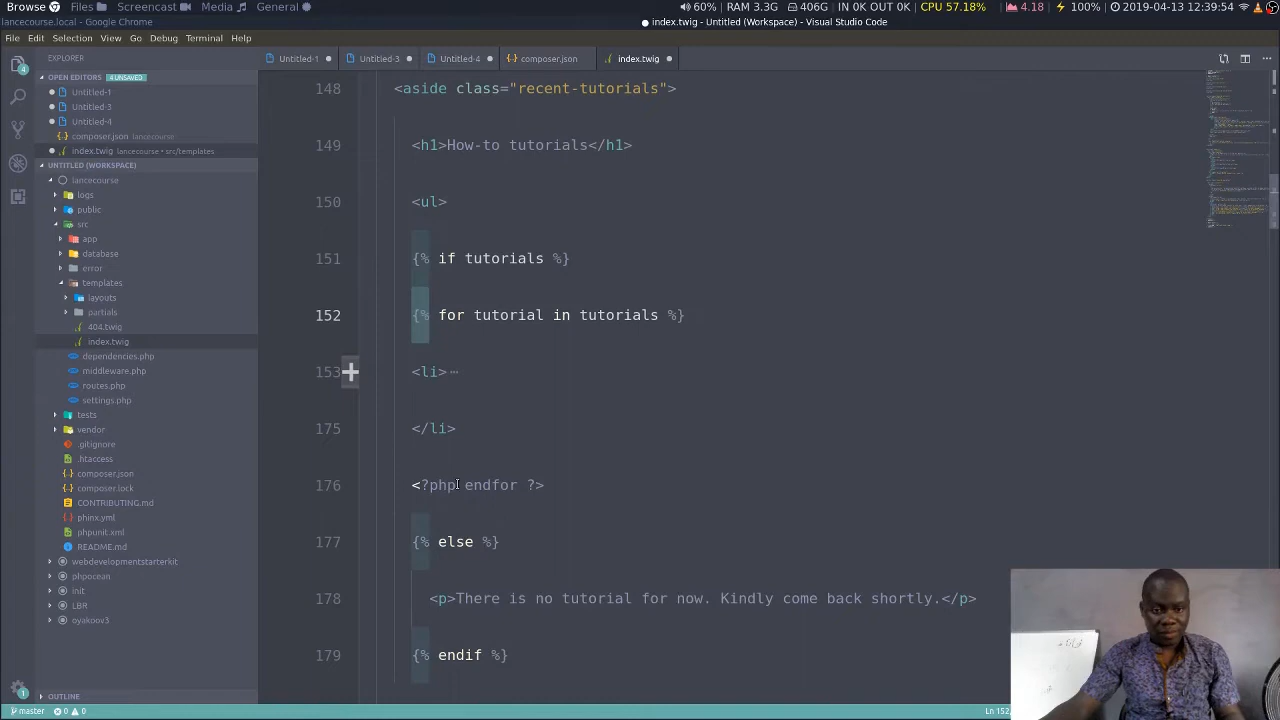 Browse Files Screencast Media General 60% RAM 3.3G Discs 406G IN 0K OUT 0K CPU 57.18% 4.18 100% 2019-04-13 12:39:54
lancecourse.local - Google Chrome ● index.twig - Untitled (Workspace) - Visual Studio Code
File Edit Selection View Go Debug Terminal Help
EXPLORER Untitled-1 Untitled-3 Untitled-4 composer.json index.twig
OPEN EDITORS 4 UNSAVED
Untitled-1
Untitled-3
Untitled-4
composer.json lancecourse
index.twig lancecourse • src/templates
UNTITLED (WORKSPACE)
lancecourse
logs
public
src
app
database
error
templates
layouts
partials
404.twig
index.twig
dependencies.php
middleware.php
routes.php
settings.php
tests
vendor
.gitignore
.htaccess
composer.json
composer.lock
CONTRIBUTING.md
phinx.yml
phpunit.xml
README.md
webdevelopmentstarterkit
phpocean
init
LBR
oyakoov3
OUTLINE
148 <aside class="recent-tutorials">
149 <h1>How-to tutorials</h1>
150 <ul>
151 {% if tutorials %}
152 {% for tutorial in tutorials %}
153 <li>
175 </li>
176 <?php endfor ?>
177 {% else %}
178 <p>There is no tutorial for now. Kindly come back shortly.</p>
179 {% endif %}
4
1
master 0 0 Ln 152,